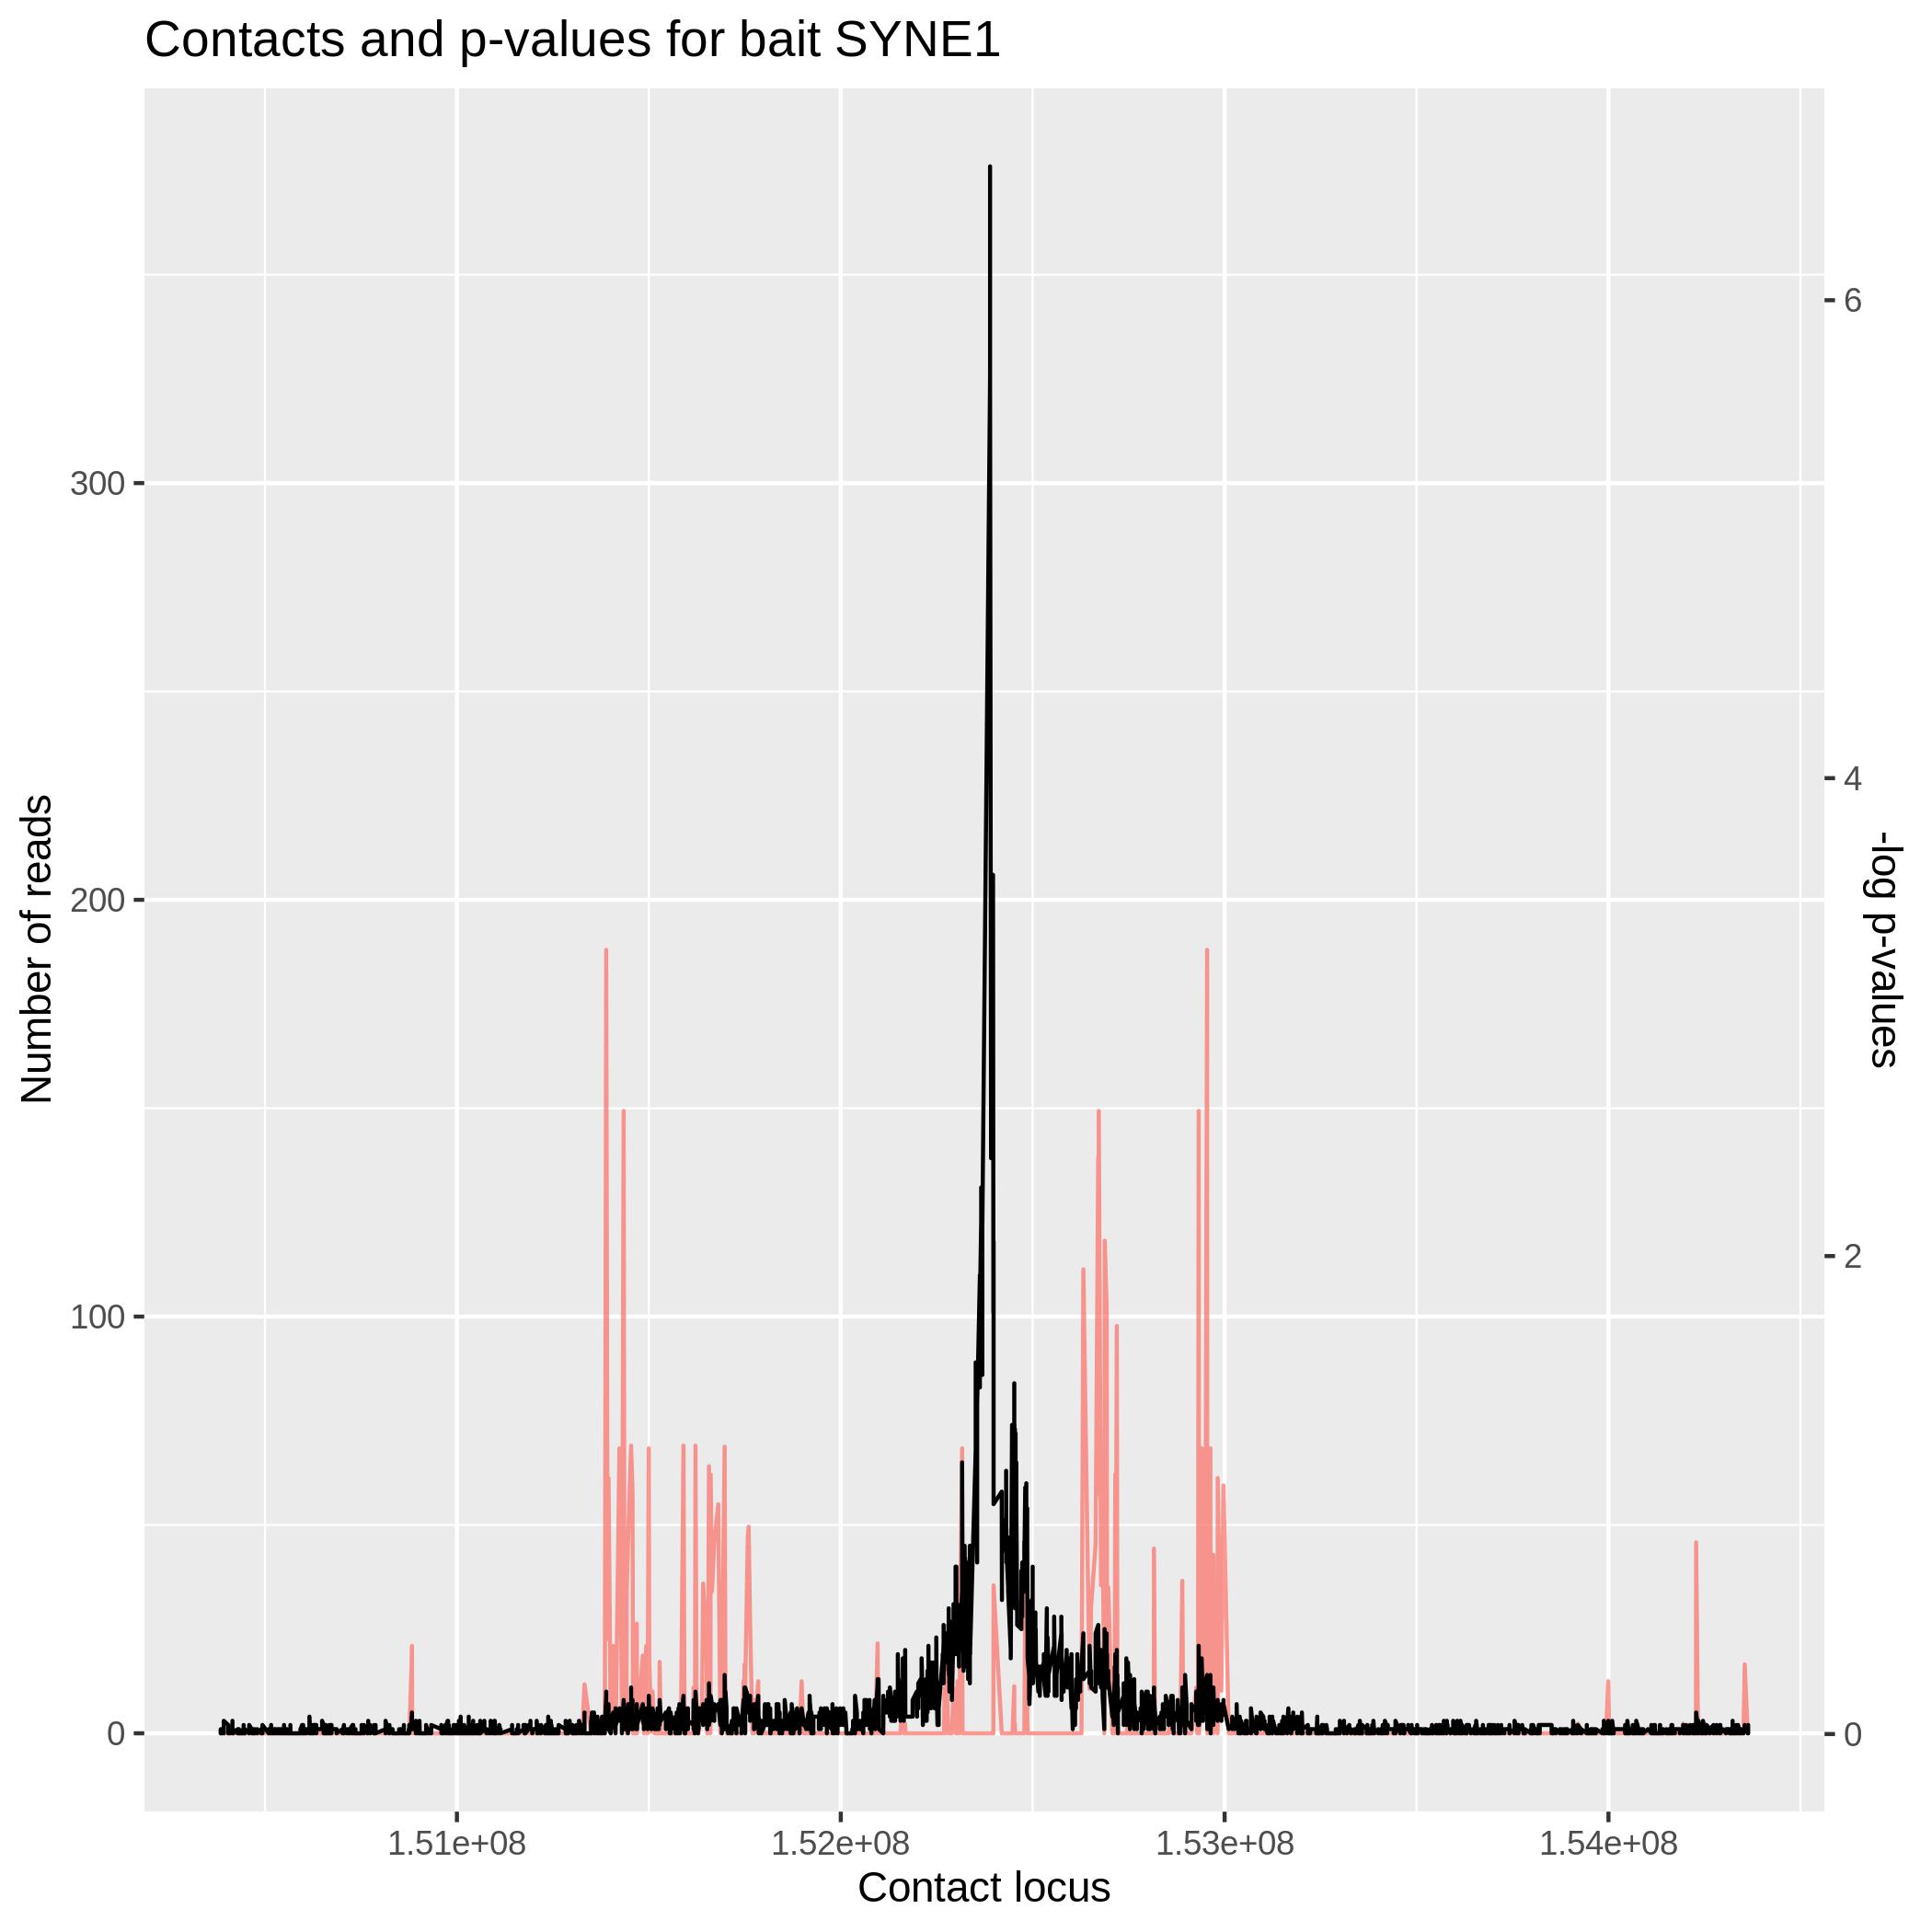 Contacts and p-values for bait SYNE1
Number of reads
300
200
100
0
6
4
2
0
-log p-values
1.51e+08
1.52e+08
1.53e+08
1.54e+08
Contact locus